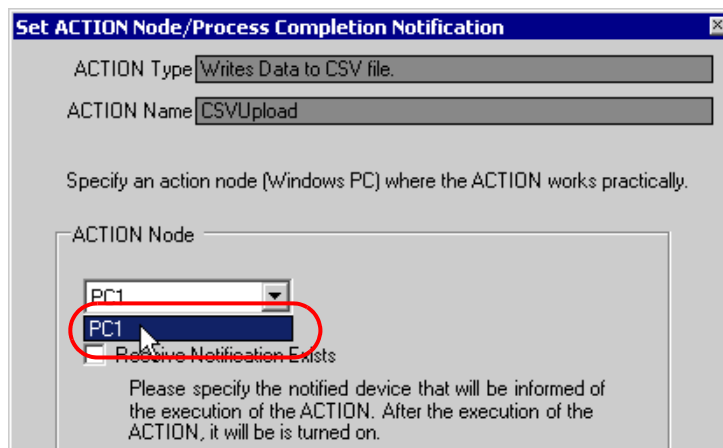 Set ACTION Node/Process Completion Notification
ACTION Type Writes Data to CSV file.
ACTION Name CSVUpload
Specify an action node (Windows PC) where the ACTION works practically.
ACTION Node
PC1
PC1
Receive Notification Exists
Please specify the notified device that will be informed of
the execution of the ACTION. After the execution of the
ACTION, it will be is turned on.